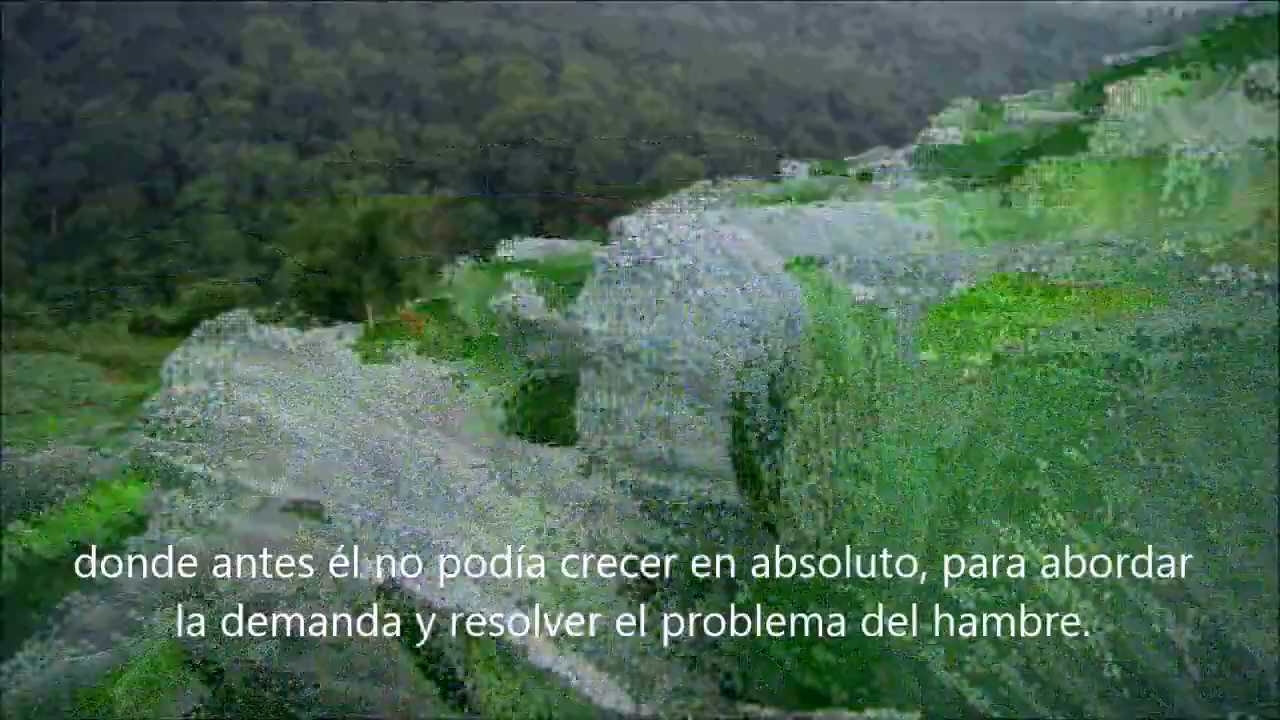 donde antes él no podía crecer en absoluto, para abordar
la demanda y resolver el problema del hambre.